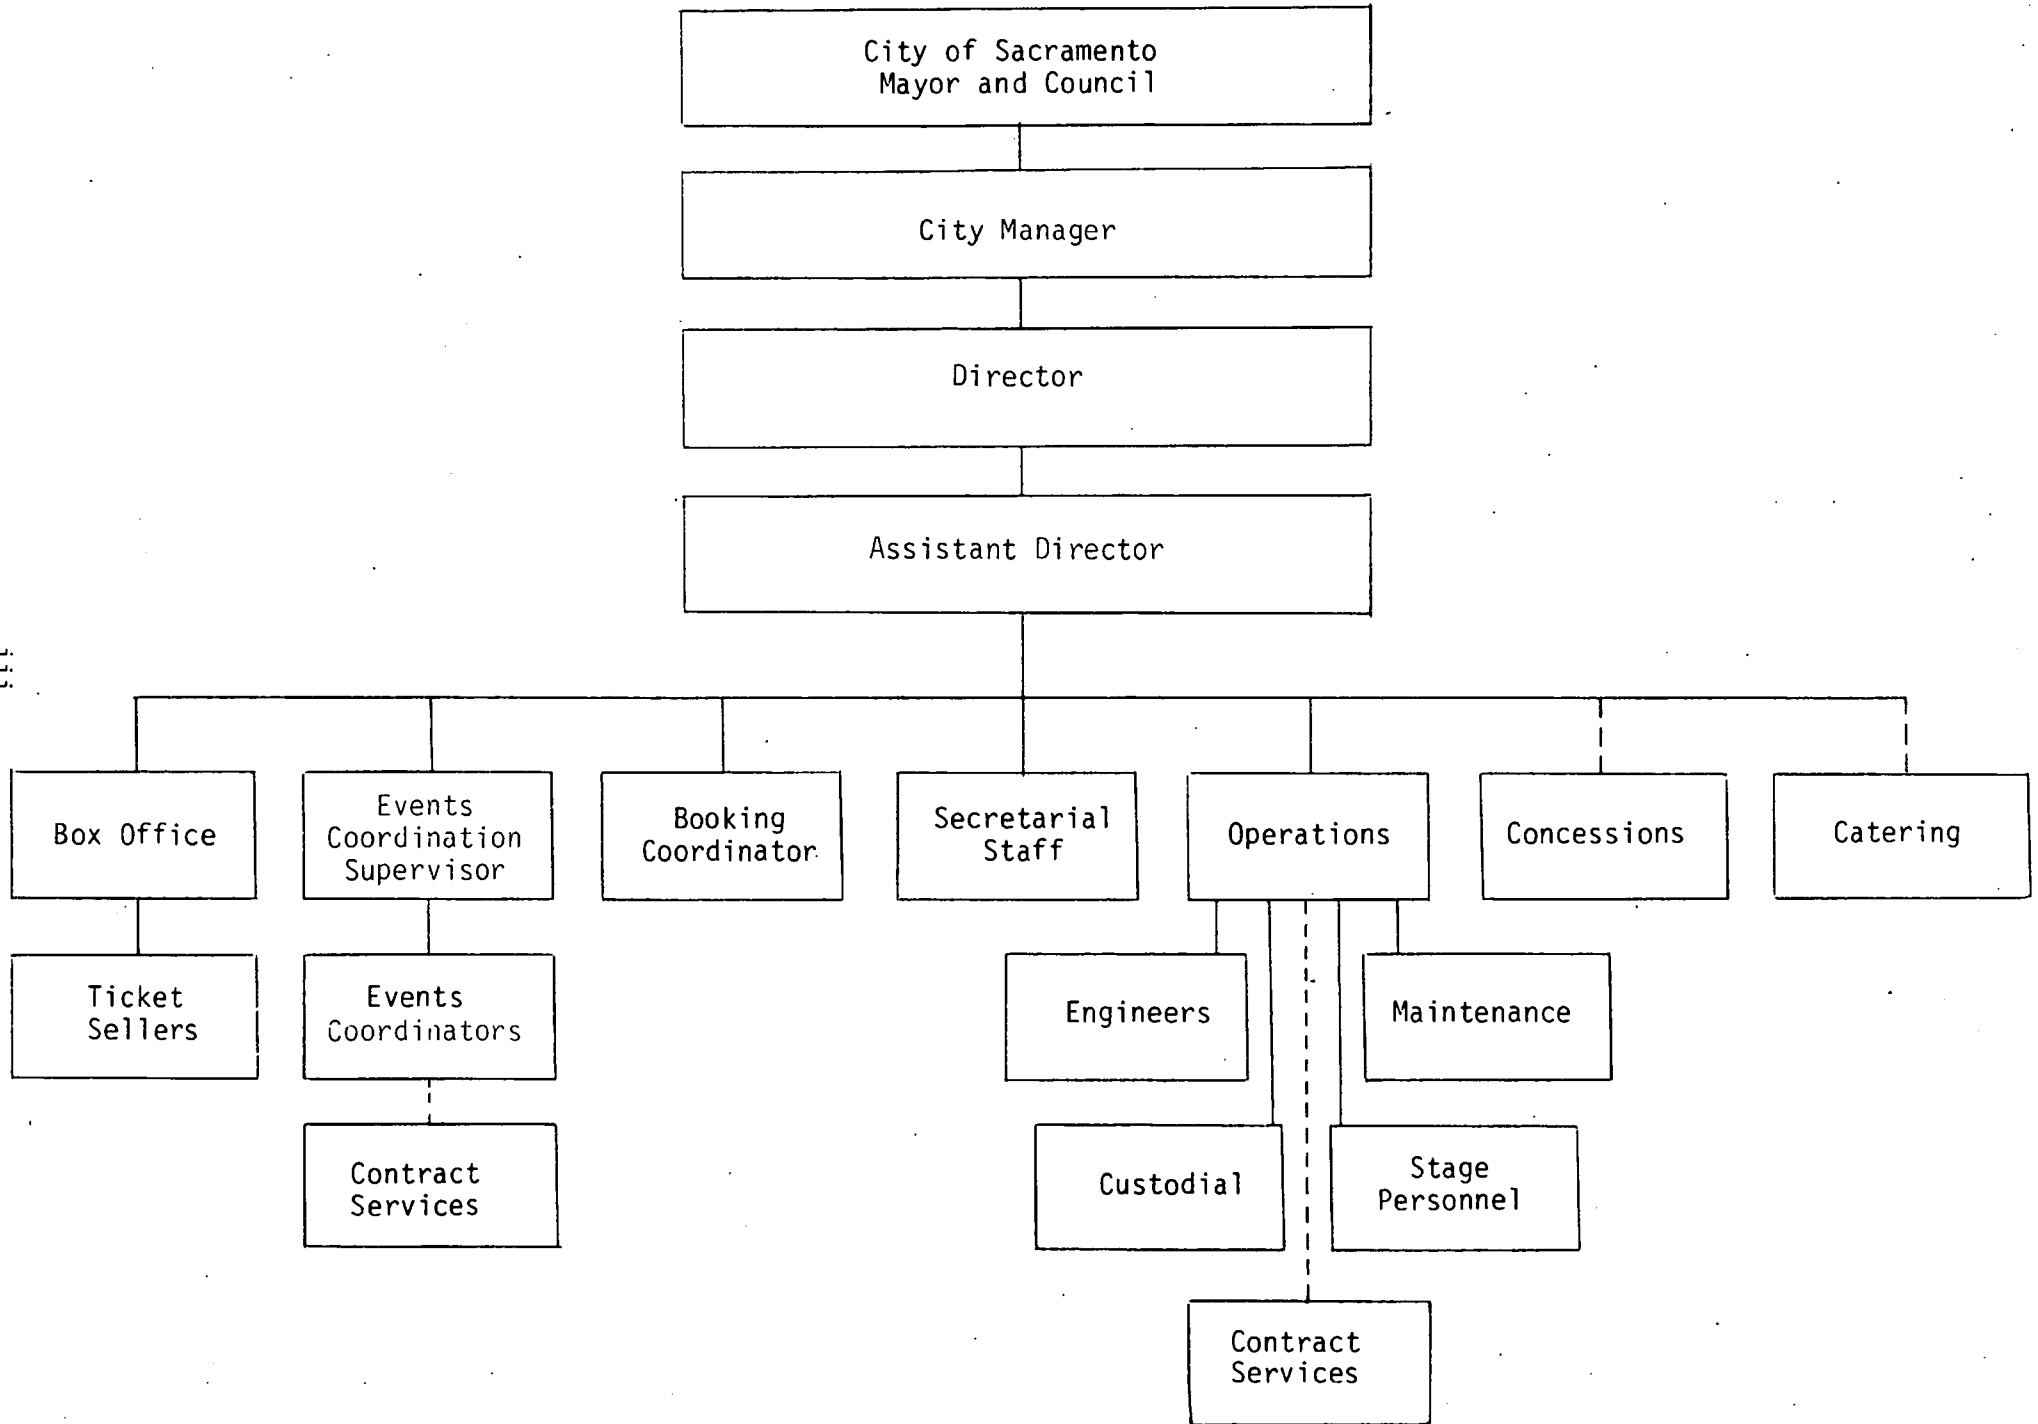 City of Sacramento
Mayor and Council
City Manager
Director
Assistant Director
Box Office
Events
Coordination
Supervisor
Booking
Coordinator
Secretarial
Staff
Operations
Concessions
Catering
Ticket
Sellers
Events
Coordinators
Engineers
Maintenance
Contract
Services
Custodial
Stage
Personnel
Contract
Services